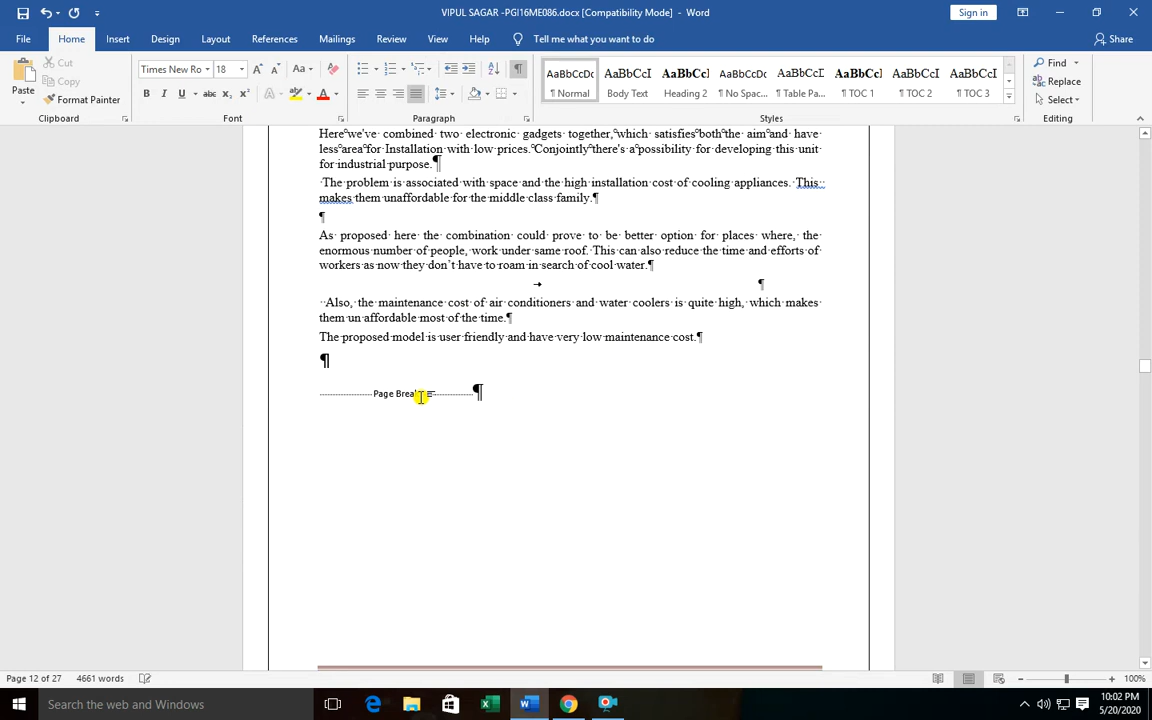 VIPUL SAGAR -PGI16ME086.docx [Compatibility Mode] - Word
Sign in
File Home Insert Design Layout References Mailings Review View Help Tell me what you want to do Share
Paste
Cut
Copy
Format Painter
Clipboard
Times New Ro 18
Font
Paragraph
AaBbCcDc AaBbCcI AaBbCcI AaBbCcDc AaBbCcI AaBbCcI AaBbCcI AaBbCcI
¶ Normal Body Text Heading 2 ¶ No Spac... ¶ Table Pa... ¶ TOC 1 ¶ TOC 2 ¶ TOC 3
Styles
Find
Replace
Select
Editing
Here we've combined two electronic gadgets together, which satisfies both the aim and have
less area for Installation with low prices. Conjointly there's a possibility for developing this unit
for industrial purpose.¶
The problem is associated with space and the high installation cost of cooling appliances. This
makes them unaffordable for the middle class family.¶
¶
As proposed here the combination could prove to be better option for places where, the
enormous number of people, work under same roof. This can also reduce the time and efforts of
workers as now they don't have to roam in search of cool water.¶
→ ¶
Also, the maintenance cost of air conditioners and water coolers is quite high, which makes
them un affordable most of the time.¶
The proposed model is user friendly and have very low maintenance cost.¶
¶
Page Break ¶
Page 12 of 27 4661 words
100%
Search the web and Windows
10:02 PM
5/20/2020